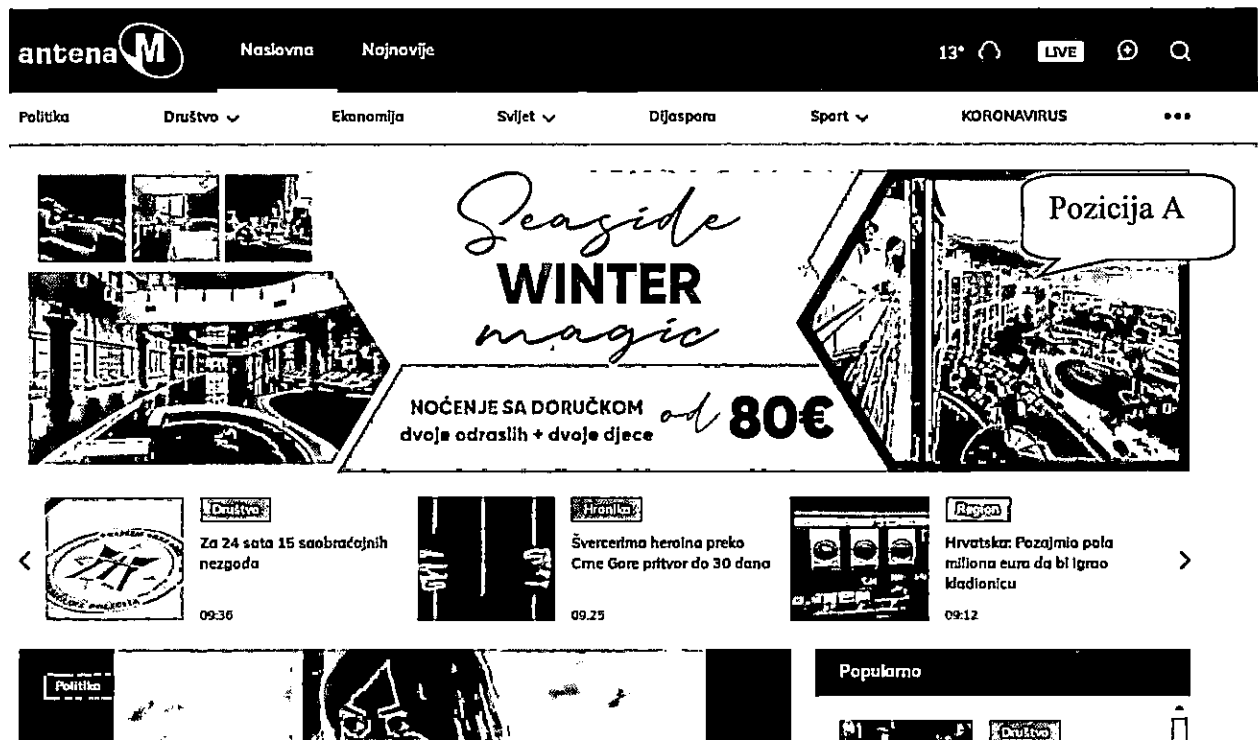 antena M
Naslovna Najnovije
13° LIVE
Politika Društvo Ekonomija Svijet Dijaspora Sport KORONAVIRUS •••
Pozicija A
Seaside
WINTER
magic
NOĆENJE SA DORUČKOM
dvoje odraslih + dvoje djece
od 80€
Društvo
Za 24 sata 15 saobraćajnih
nezgoda
09:36
Hronika
Švercerima heroina preko
Crne Gore pritvor do 30 dana
09:25
Region
Hrvatska: Pozajmio pola
miliona eura da bi igrao
kladionicu
09:12
Politika
Popularno
Društvo